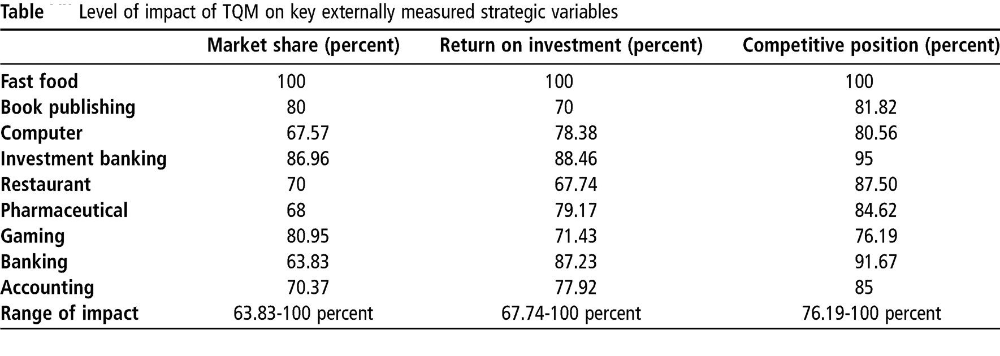 Table Level of impact of TQM on key externally measured strategic variables
Market share (percent) Return on investment (percent) Competitive position (percent)
Fast food 100 100 100
Book publishing 80 70 81.82
Computer 67.57 78.38 80.56
Investment banking 86.96 88.46 95
Restaurant 70 67.74 87.50
Pharmaceutical 68 79.17 84.62
Gaming 80.95 71.43 76.19
Banking 63.83 87.23 91.67
Accounting 70.37 77.92 85
Range of impact 63.83-100 percent 67.74-100 percent 76.19-100 percent